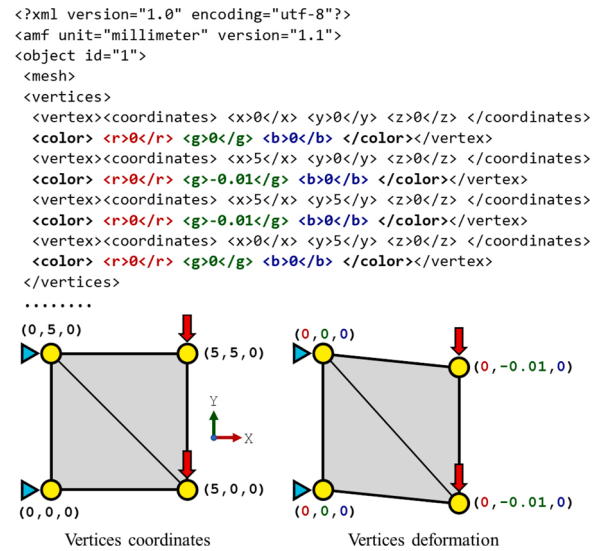 <?xml version="1.0" encoding="utf-8"?>
<amf unit="millimeter" version="1.1">
<object id="1">
<mesh>
<vertices>
<vertex><coordinates> <x>0</x> <y>0</y> <z>0</z> </coordinates>
<color> <r>0</r> <g>0</g> <b>0</b> </color></vertex>
<vertex><coordinates> <x>5</x> <y>0</y> <z>0</z> </coordinates>
<color> <r>0</r> <g>-0.01</g> <b>0</b> </color></vertex>
<vertex><coordinates> <x>5</x> <y>5</y> <z>0</z> </coordinates>
<color> <r>0</r> <g>-0.01</g> <b>0</b> </color></vertex>
<vertex><coordinates> <x>0</x> <y>5</y> <z>0</z> </coordinates>
<color> <r>0</r> <g>0</g> <b>0</b> </color></vertex>
</vertices>
........
(0,5,0)
(5,5,0)
Y
X
(5,0,0)
(0,0,0)
Vertices coordinates
(0,0,0)
(0,-0.01,0)
(0,-0.01,0)
(0,0,0)
Vertices deformation